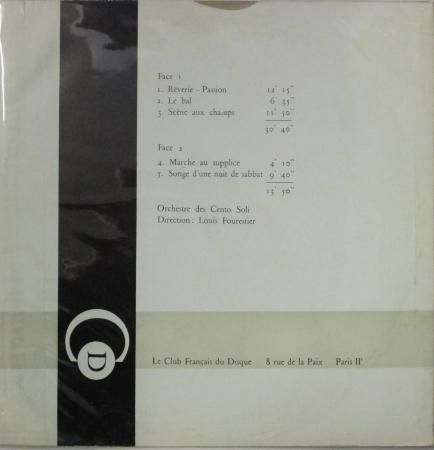 Face 1
1. Rêverie - Passion 12' 15"
2. Le bal 6' 35"
3. Scène aux champs 11' 50"
30' 40"
Face 2
4. Marche au supplice 4' 10"
5. Songe d'une nuit de sabbat 9' 40"
13' 50"
Orchestre des Cento Soli
Direction: Louis Fourestier
D
Le Club Français du Disque 8 rue de la Paix Paris IIe